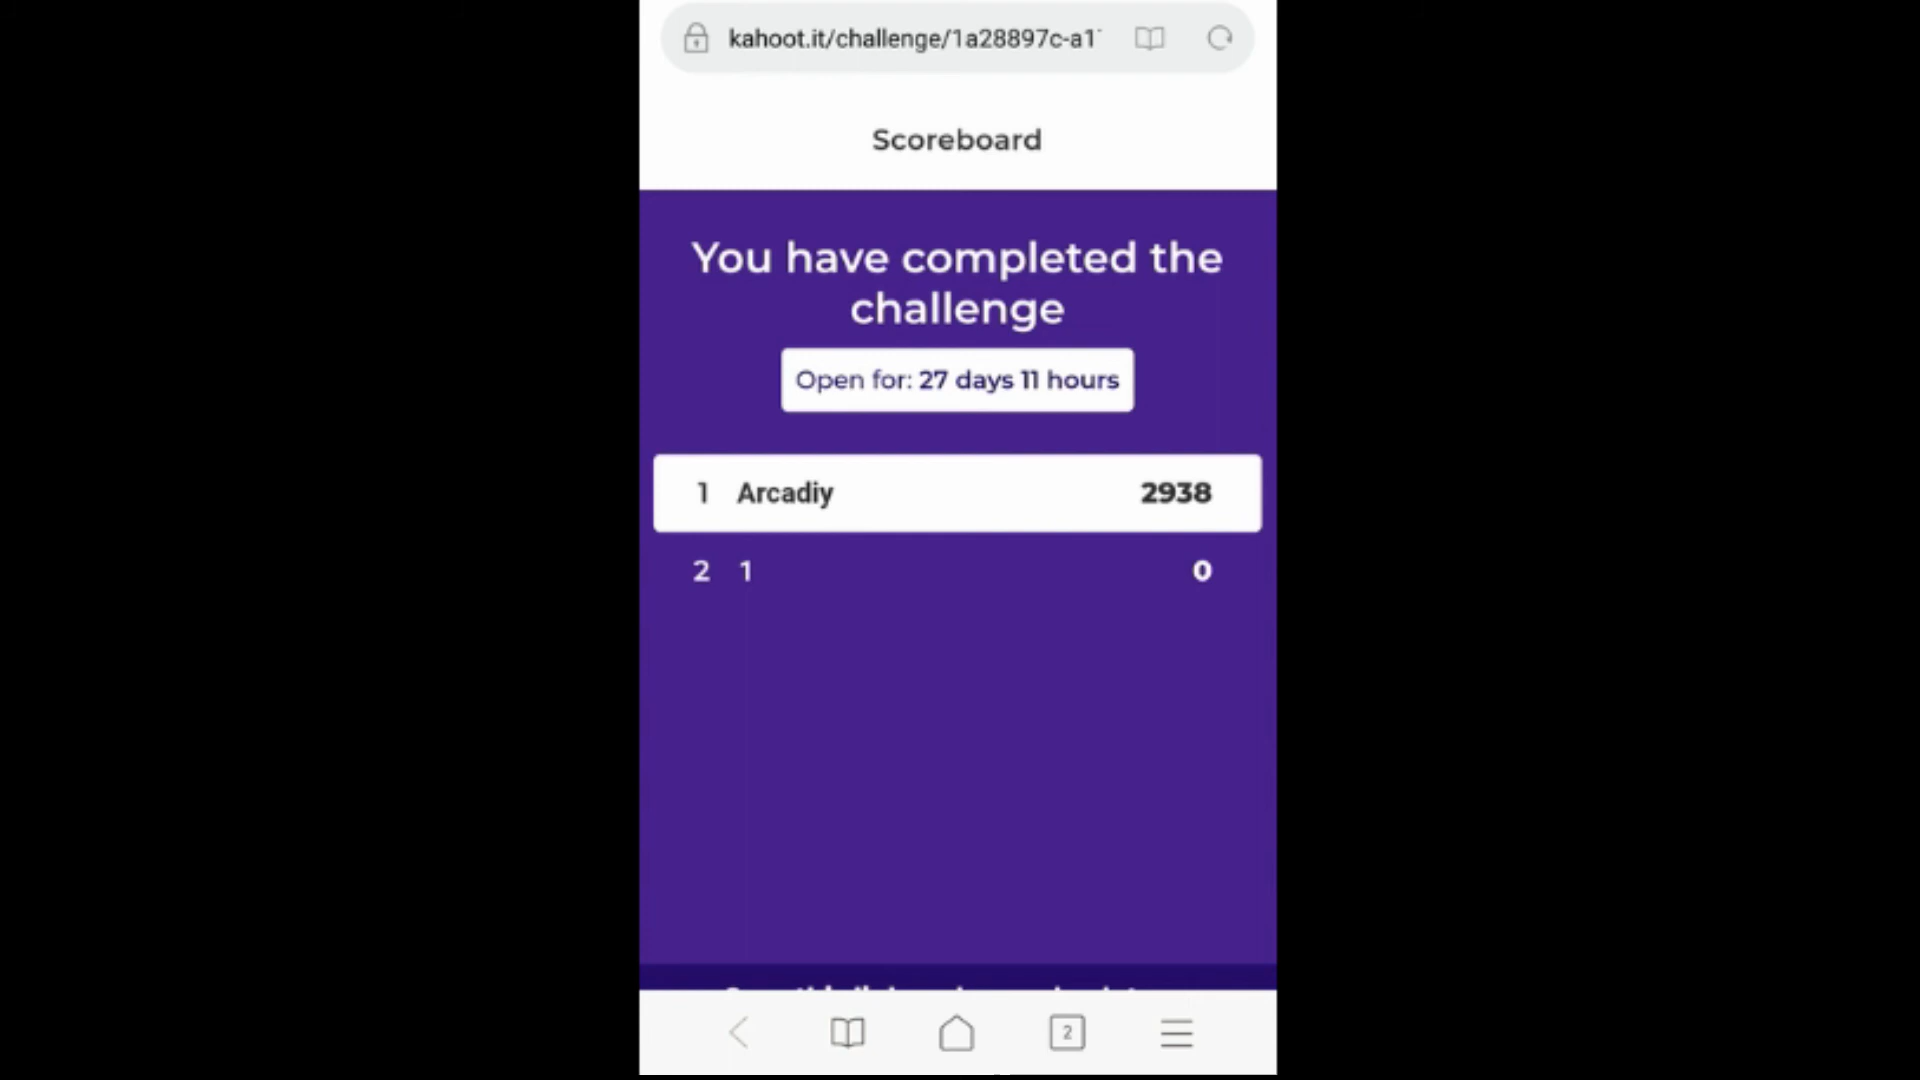 kahoot.it/challenge/1a28897c-a1
Scoreboard
You have completed the
challenge
Open for: 27 days 11 hours
1 Arcadiy 2938
2 1 0
2